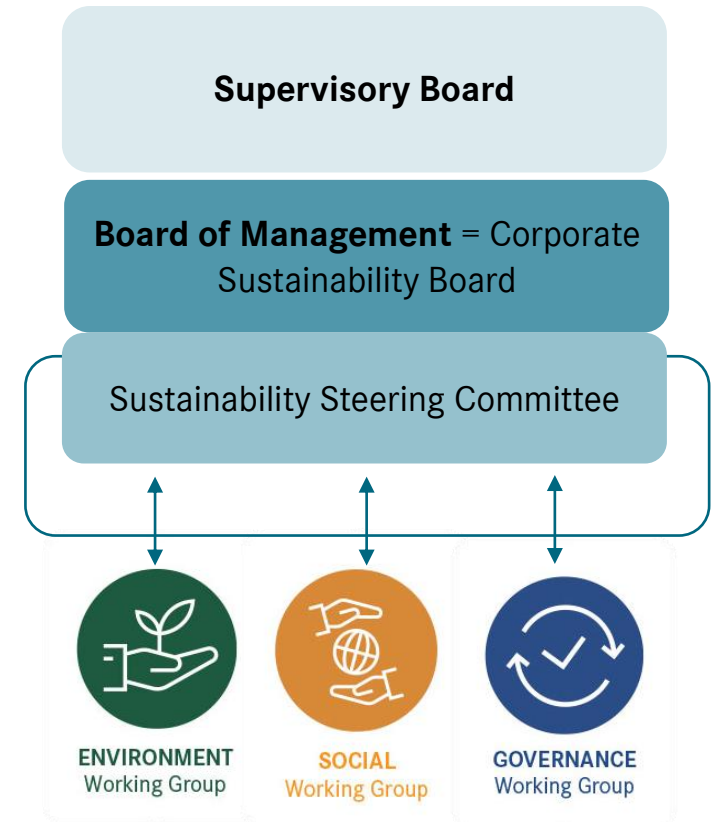 Supervisory Board
Board of Management = Corporate
Sustainability Board
Sustainability Steering Committee
ENVIRONMENT
Working Group
SOCIAL
Working Group
GOVERNANCE
Working Group